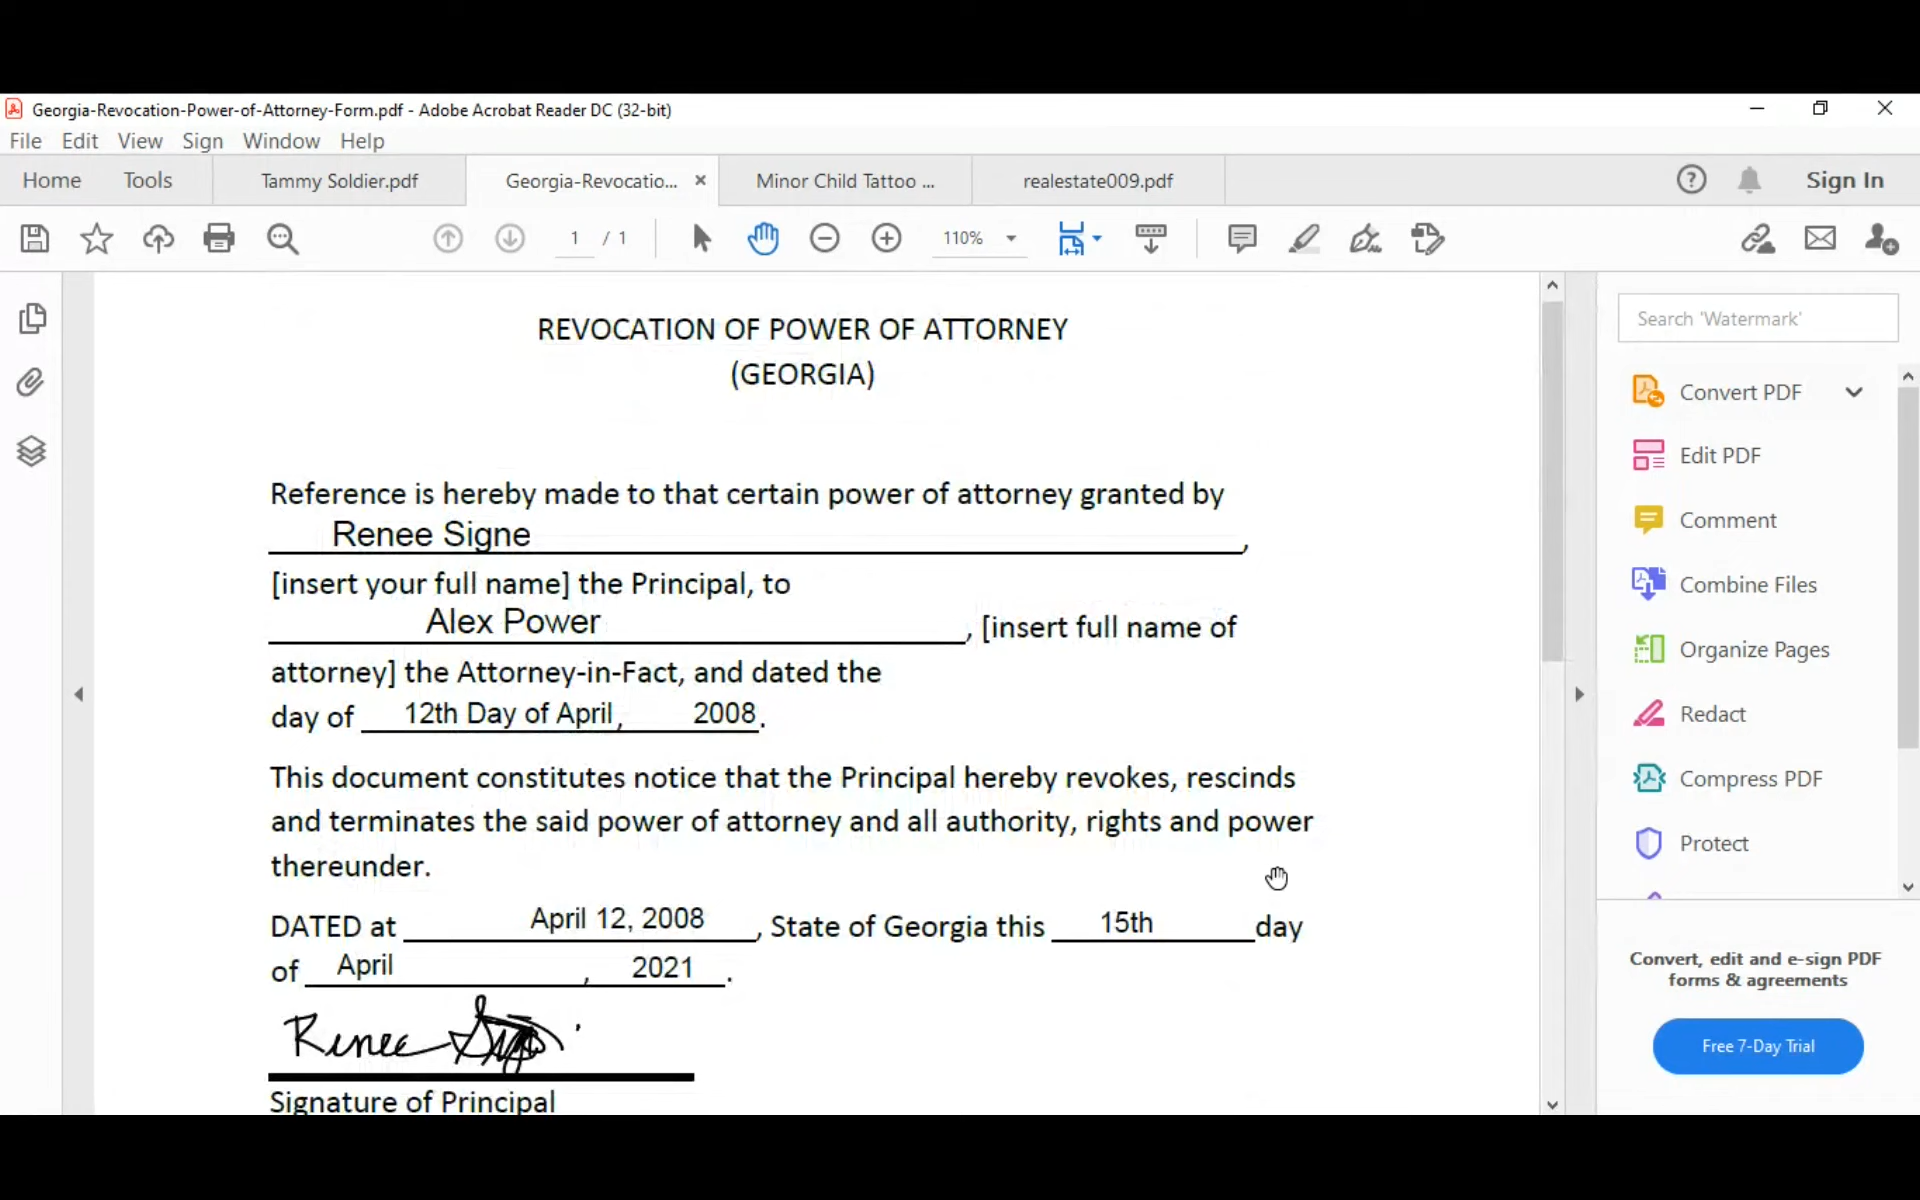 Georgia-Revocation-Power-of-Attorney-Form.pdf - Adobe Acrobat Reader DC (32-bit)
File Edit View Sign Window Help
Home Tools Tammy Soldier.pdf Georgia-Revocatio... × Minor Child Tattoo ... realestate009.pdf ? Sign In
1 / 1 110%
Search 'Watermark'
REVOCATION OF POWER OF ATTORNEY
(GEORGIA)
Reference is hereby made to that certain power of attorney granted by
Renee Signe,
[insert your full name] the Principal, to
Alex Power, [insert full name of
attorney] the Attorney-in-Fact, and dated the
day of 12th Day of April, 2008.
This document constitutes notice that the Principal hereby revokes, rescinds
and terminates the said power of attorney and all authority, rights and power
thereunder.
DATED at April 12, 2008, State of Georgia this 15th day
of April, 2021.
Renee
Signature of Principal
Convert PDF
Edit PDF
Comment
Combine Files
Organize Pages
Redact
Compress PDF
Protect
Convert, edit and e-sign PDF
forms & agreements
Free 7-Day Trial